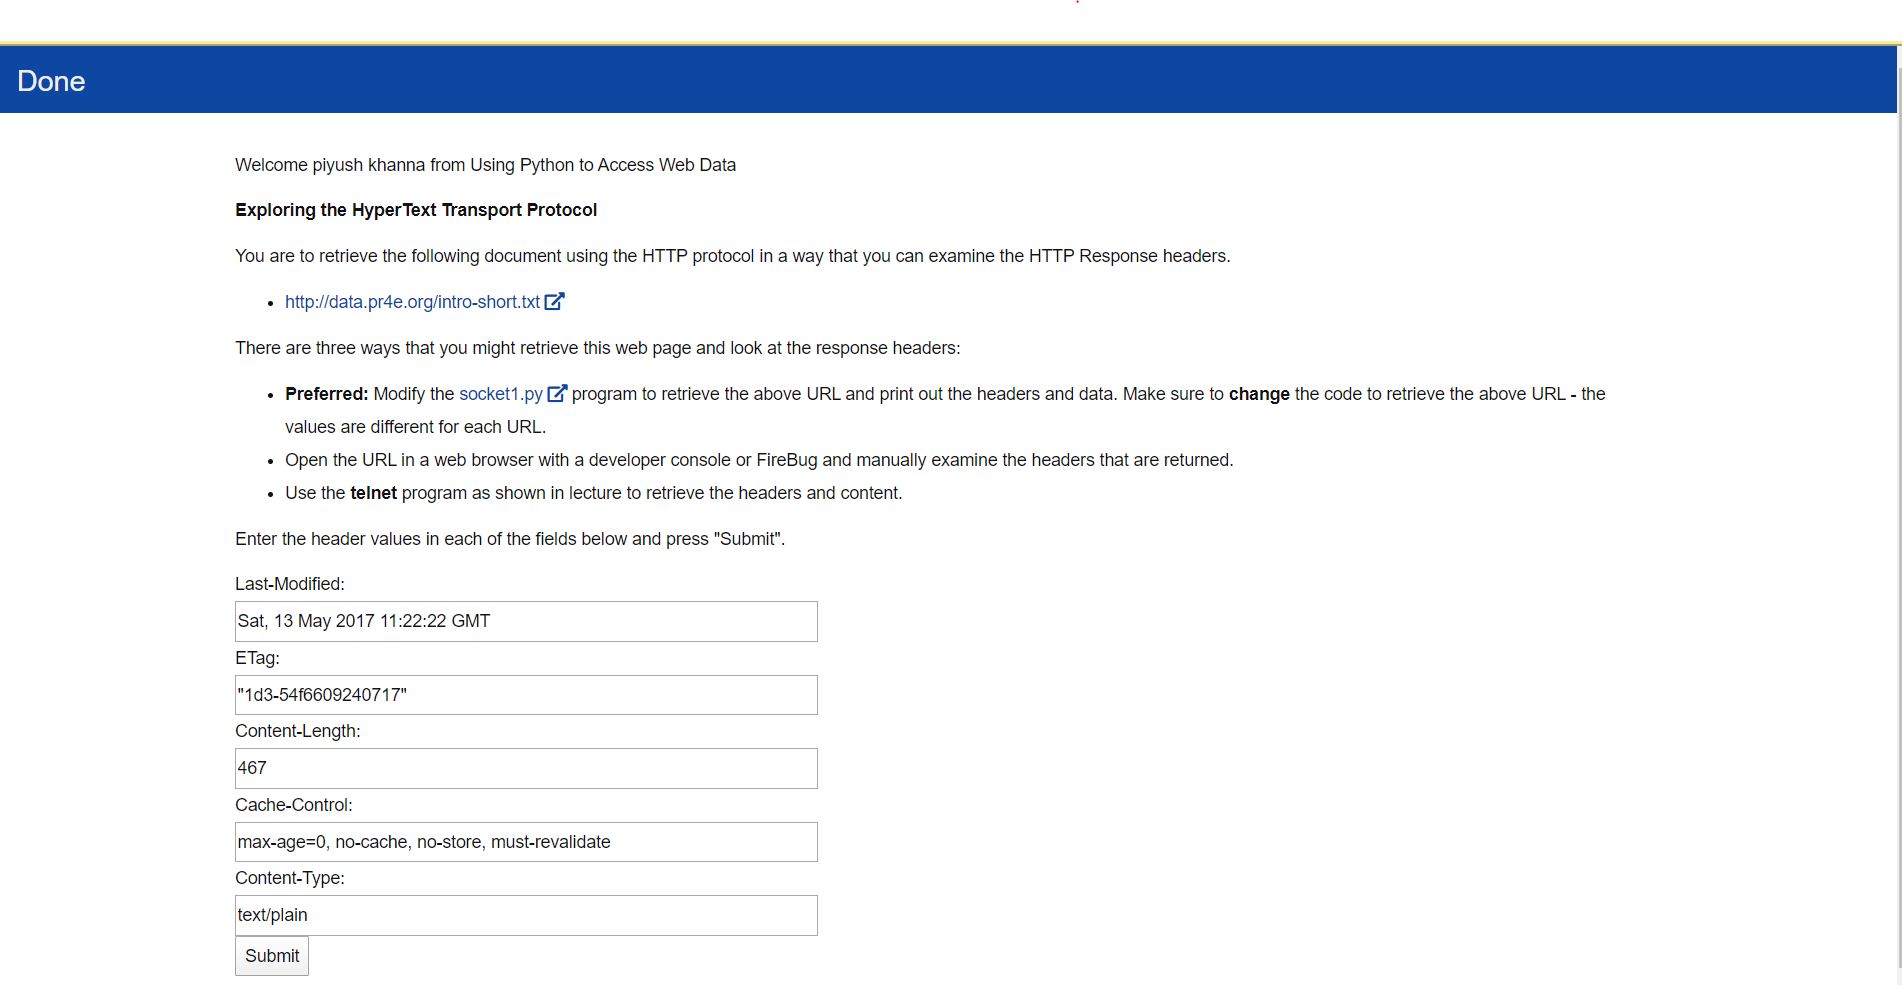 Done
Welcome piyush khanna from Using Python to Access Web Data
Exploring the HyperText Transport Protocol
You are to retrieve the following document using the HTTP protocol in a way that you can examine the HTTP Response headers.
http://data.pr4e.org/intro-short.txt
There are three ways that you might retrieve this web page and look at the response headers:
Preferred: Modify the socket1.py program to retrieve the above URL and print out the headers and data. Make sure to change the code to retrieve the above URL - the
values are different for each URL.
Open the URL in a web browser with a developer console or FireBug and manually examine the headers that are returned.
Use the telnet program as shown in lecture to retrieve the headers and content.
Enter the header values in each of the fields below and press "Submit".
Last-Modified:
Sat, 13 May 2017 11:22:22 GMT
ETag:
"1d3-54f6609240717"
Content-Length:
467
Cache-Control:
max-age=0, no-cache, no-store, must-revalidate
Content-Type:
text/plain
Submit